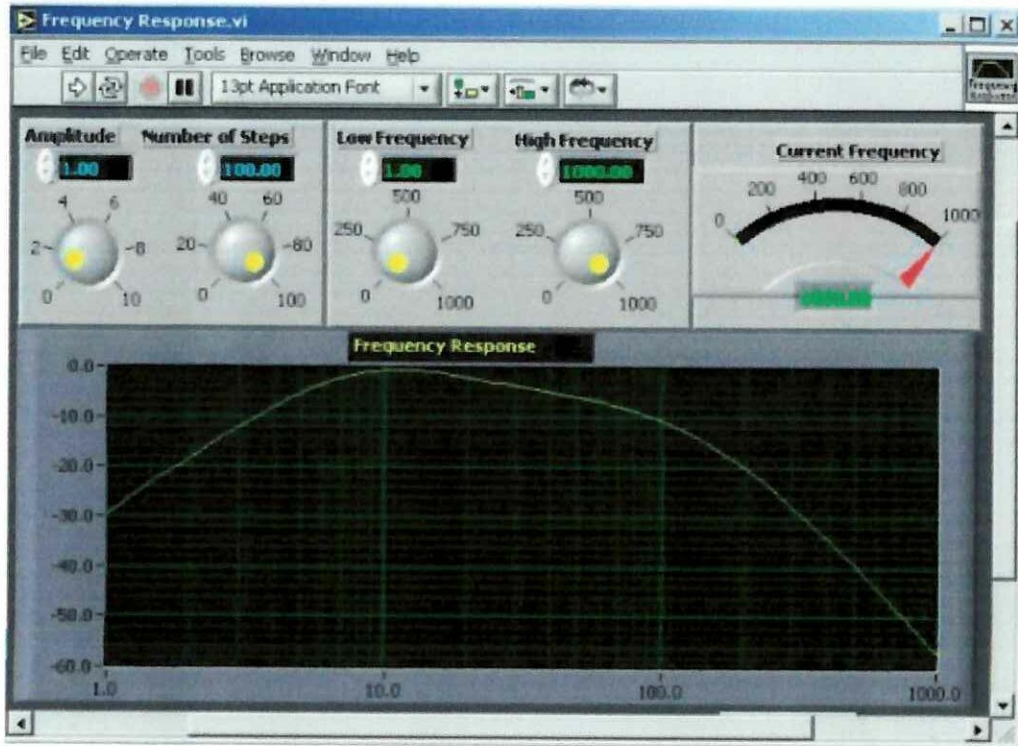 Frequency Response.vi
File Edit Operate Tools Browse Window Help
13pt Application Font
Frequency Response
Amplitude
1.00
0 2 4 6 8 10
Number of Steps
100.00
0 20 40 60 80 100
Low Frequency
1.00
0 250 500 750 1000
High Frequency
1000.00
0 250 500 750 1000
Current Frequency
0 200 400 600 800 1000
Frequency Response
0.0
-10.0
-20.0
-30.0
-40.0
-50.0
-60.0
1.0 10.0 100.0 1000.0